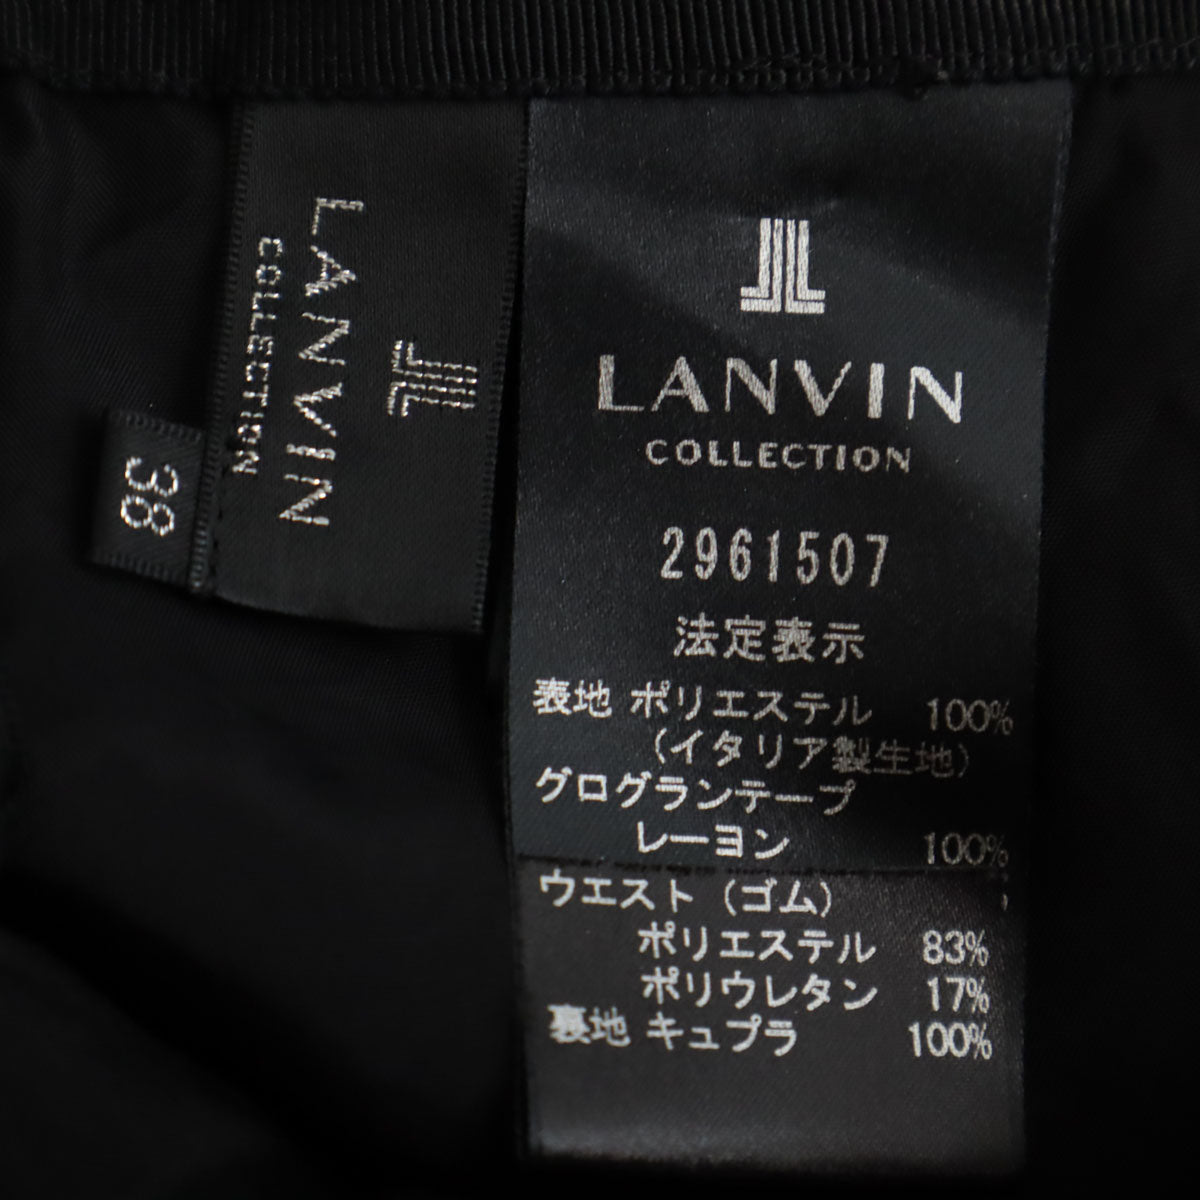 LANVIN
COLLECTION
38
LANVIN
COLLECTION
2961507
法定表示
表地 ポリエステル 100%
(イタリア製生地)
グログランテープ
レーヨン 100%
ウエスト (ゴム)
ポリエステル 83%
ポリウレタン 17%
裏地 キュプラ 100%